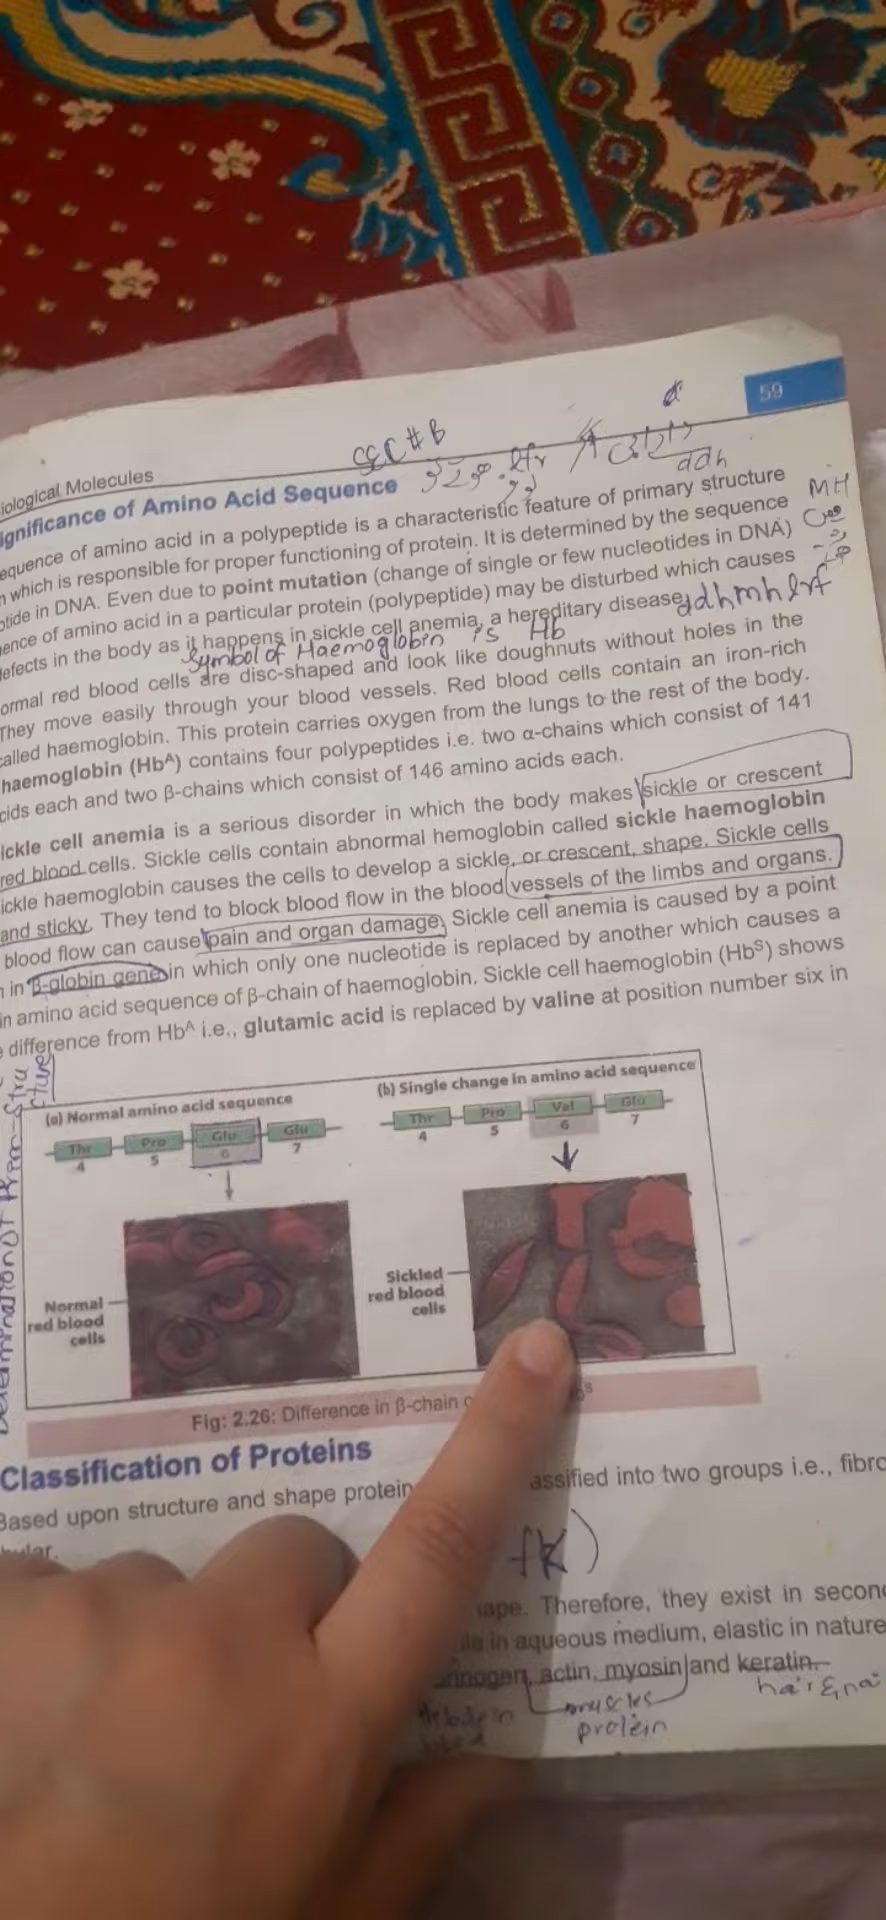 59
iological Molecules
SEC # B
ignificance of Amino Acid Sequence
equence of amino acid in a polypeptide is a characteristic feature of primary structure
n which is responsible for proper functioning of protein. It is determined by the sequence
otide in DNA. Even due to point mutation (change of single or few nucleotides in DNA)
MH
ence of amino acid in a particular protein (polypeptide) may be disturbed which causes
efects in the body as it happens in sickle cell anemia, a hereditary disease
Symbol of Haemoglobin is Hb
ormal red blood cells are disc-shaped and look like doughnuts without holes in the
They move easily through your blood vessels. Red blood cells contain an iron-rich
called haemoglobin. This protein carries oxygen from the lungs to the rest of the body.
haemoglobin (Hbᴬ) contains four polypeptides i.e. two α-chains which consist of 141
cids each and two β-chains which consist of 146 amino acids each.
ickle cell anemia is a serious disorder in which the body makes sickle or crescent
red blood cells. Sickle cells contain abnormal hemoglobin called sickle haemoglobin
ickle haemoglobin causes the cells to develop a sickle, or crescent, shape. Sickle cells
and sticky. They tend to block blood flow in the blood vessels of the limbs and organs.
blood flow can cause pain and organ damage. Sickle cell anemia is caused by a point
in β-globin gene in which only one nucleotide is replaced by another which causes a
in amino acid sequence of β-chain of haemoglobin. Sickle cell haemoglobin (Hbˢ) shows
difference from Hbᴬ i.e., glutamic acid is replaced by valine at position number six in
(a) Normal amino acid sequence
Thr Pro Glu Glu
4 5 6 7
Normal
red blood
cells
(b) Single change in amino acid sequence
Thr Pro Val Glu
4 5 6 7
Sickled
red blood
cells
Fig: 2.26: Difference in β-chain
Classification of Proteins
Based upon structure and shape protein
assified into two groups i.e., fibro
ape. Therefore, they exist in second
in aqueous medium, elastic in nature
actin, myosin and keratin.
muscles
protein